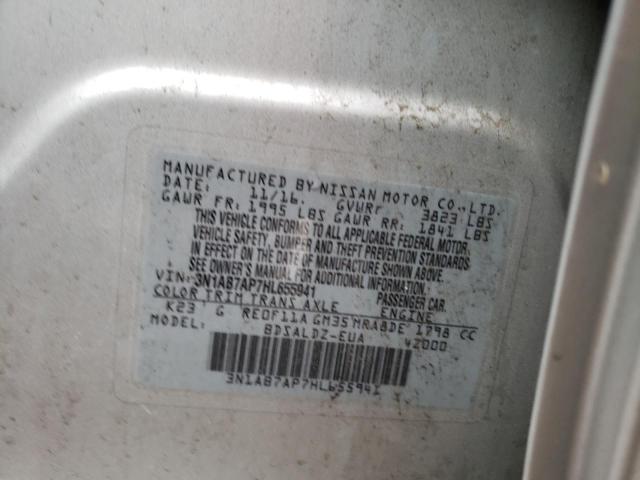 MANUFACTURED BY NISSAN MOTOR CO., LTD.
DATE: 11/16. GVWR: 3823 LBS
GAWR FR: 1995 LBS GAWR RR: 1841 LBS
THIS VEHICLE CONFORMS TO ALL APPLICABLE FEDERAL MOTOR
VEHICLE SAFETY, BUMPER AND THEFT PREVENTION STANDARDS
IN EFFECT ON THE DATE OF MANUFACTURE SHOWN ABOVE.
SEE OWNER'S MANUAL FOR ADDITIONAL INFORMATION.
VIN: 3N1AB7AP7HL655941 PASSENGER CAR.
COLOR TRIM TRANS AXLE ENGINE
K23 G RE0F11A GM35 MRA8DE 1798 CC
MODEL: BDSALDZ-EUA 42000
3N1AB7AP7HL655941